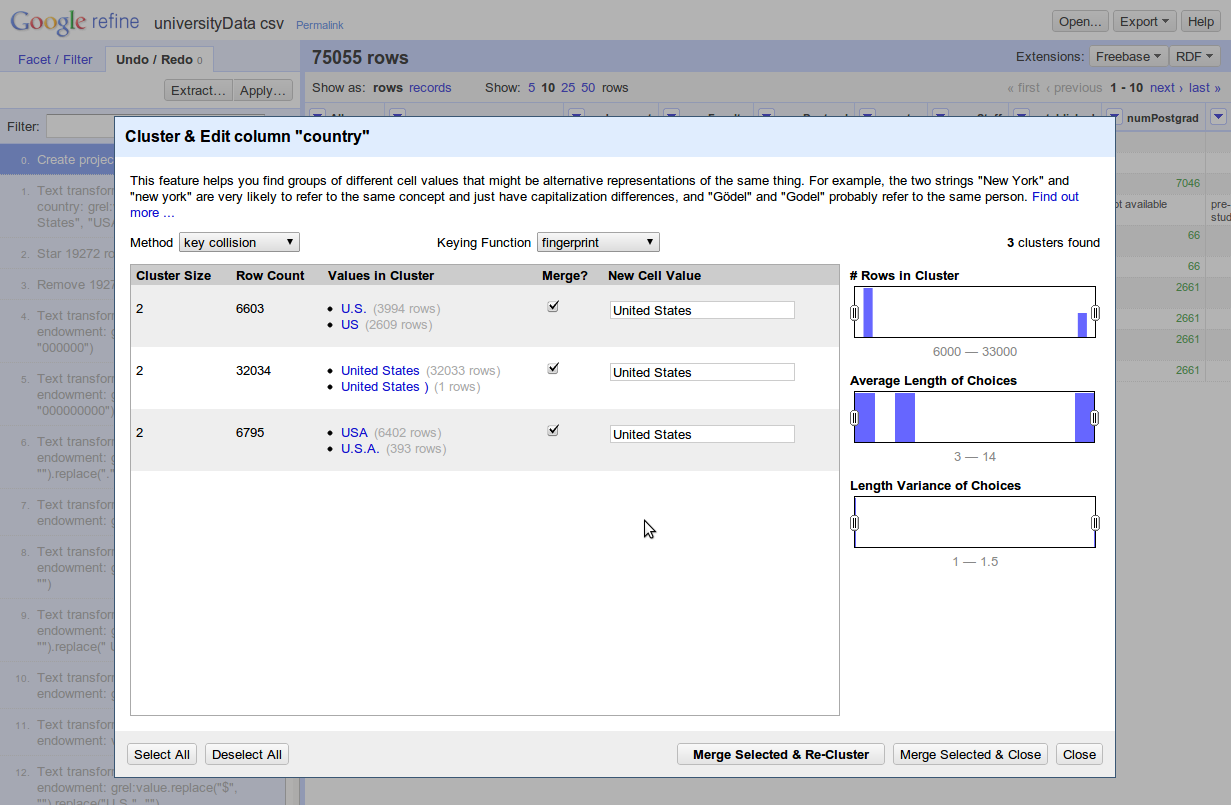 Google refine universityData csv Permalink
Open... Export Help
Facet / Filter Undo / Redo 0
75055 rows
Extensions: Freebase RDF
Extract... Apply...
Show as: rows records Show: 5 10 25 50 rows
« first ‹ previous 1 - 10 next › last »
Filter:
numPostgrad
0. Create projec
1. Text transform
country: grel:
States", "USA
2. Star 19272 ro
3. Remove 1927
4. Text transform
endowment: g
"000000")
5. Text transform
endowment: g
"000000000")
6. Text transform
endowment: g
"").replace("."
7. Text transform
endowment: g
8. Text transform
endowment: g
"")
9. Text transform
endowment: g
"").replace(" U
10. Text transform
endowment: g
11. Text transform
endowment: v
12. Text transform
endowment: grel:value.replace("$",
"").replace("U.S.", "")
7046
ot available
pre-
stud
66
66
2661
2661
2661
2661
Cluster & Edit column "country"
This feature helps you find groups of different cell values that might be alternative representations of the same thing. For example, the two strings "New York" and
"new york" are very likely to refer to the same concept and just have capitalization differences, and "Gödel" and "Godel" probably refer to the same person. Find out
more ...
Method key collision Keying Function fingerprint 3 clusters found
Cluster Size Row Count Values in Cluster Merge? New Cell Value
2 6603 • U.S. (3994 rows) United States
• US (2609 rows)
2 32034 • United States (32033 rows) United States
• United States ) (1 rows)
2 6795 • USA (6402 rows) United States
• U.S.A. (393 rows)
# Rows in Cluster
6000 — 33000
Average Length of Choices
3 — 14
Length Variance of Choices
1 — 1.5
Select All Deselect All Merge Selected & Re-Cluster Merge Selected & Close Close